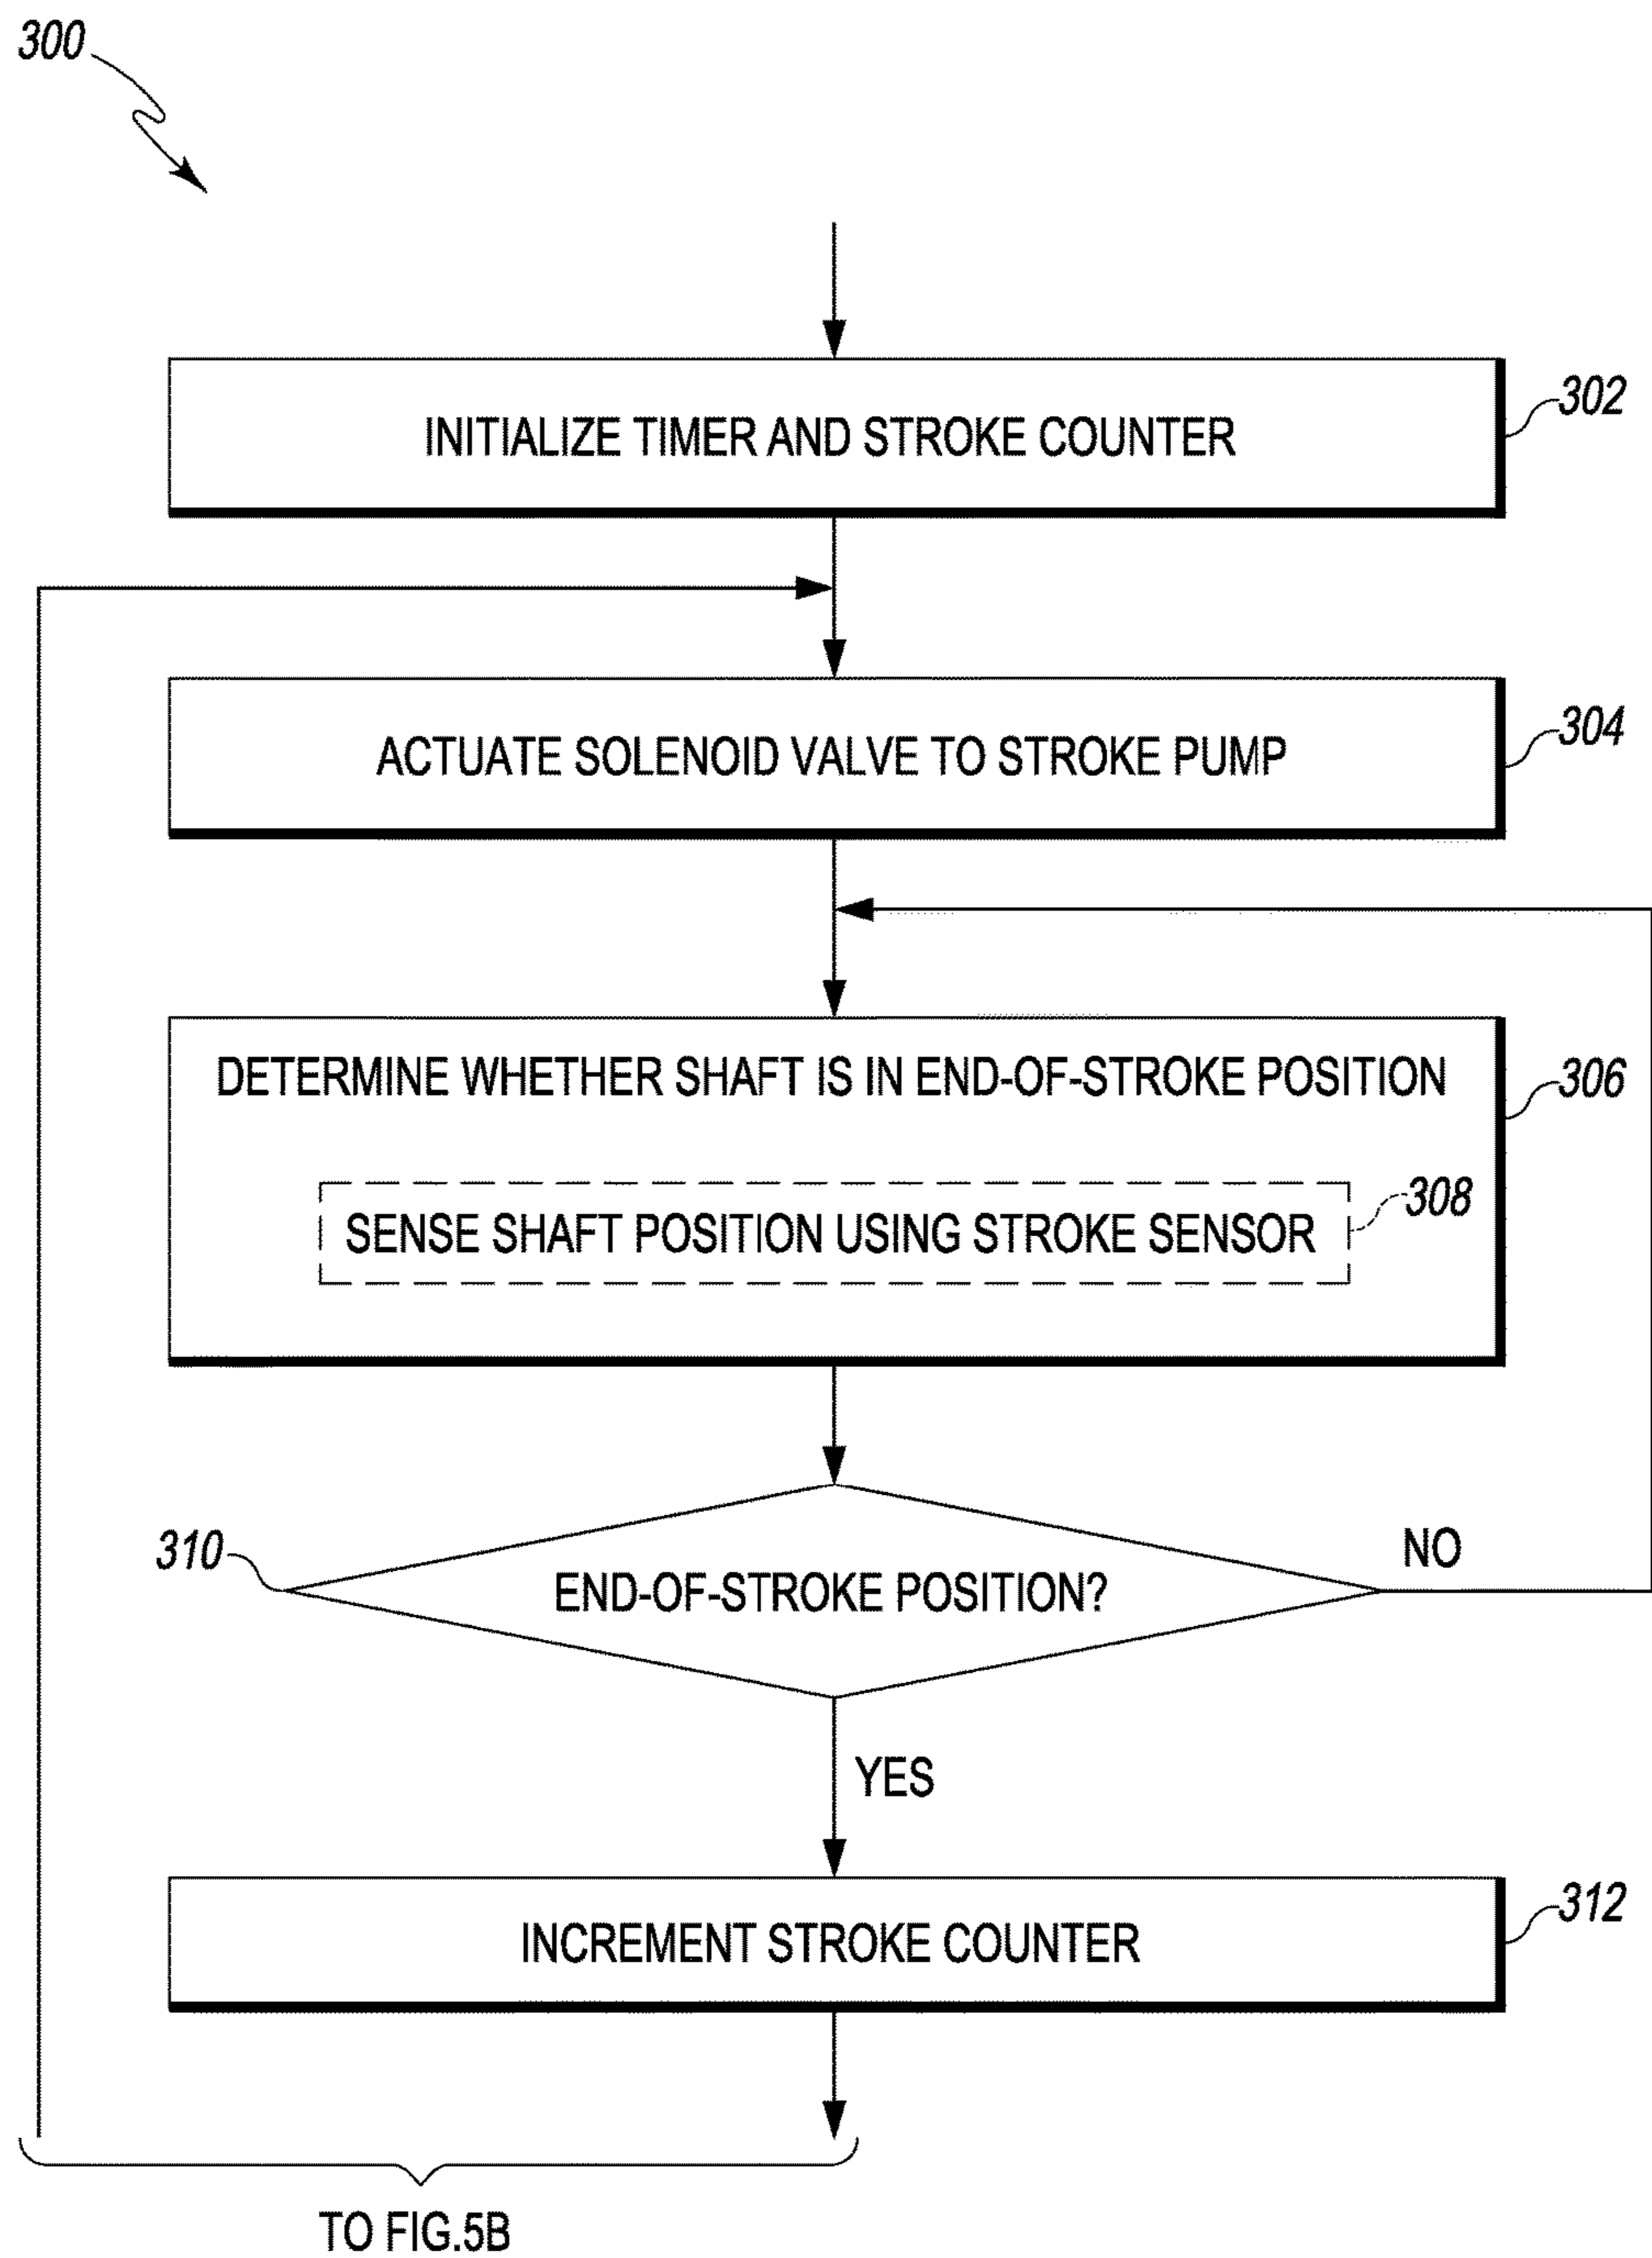 300
INITIALIZE TIMER AND STROKE COUNTER
302
ACTUATE SOLENOID VALVE TO STROKE PUMP
304
DETERMINE WHETHER SHAFT IS IN END-OF-STROKE POSITION
306
SENSE SHAFT POSITION USING STROKE SENSOR
308
310
END-OF-STROKE POSITION?
NO
YES
INCREMENT STROKE COUNTER
312
TO FIG.5B